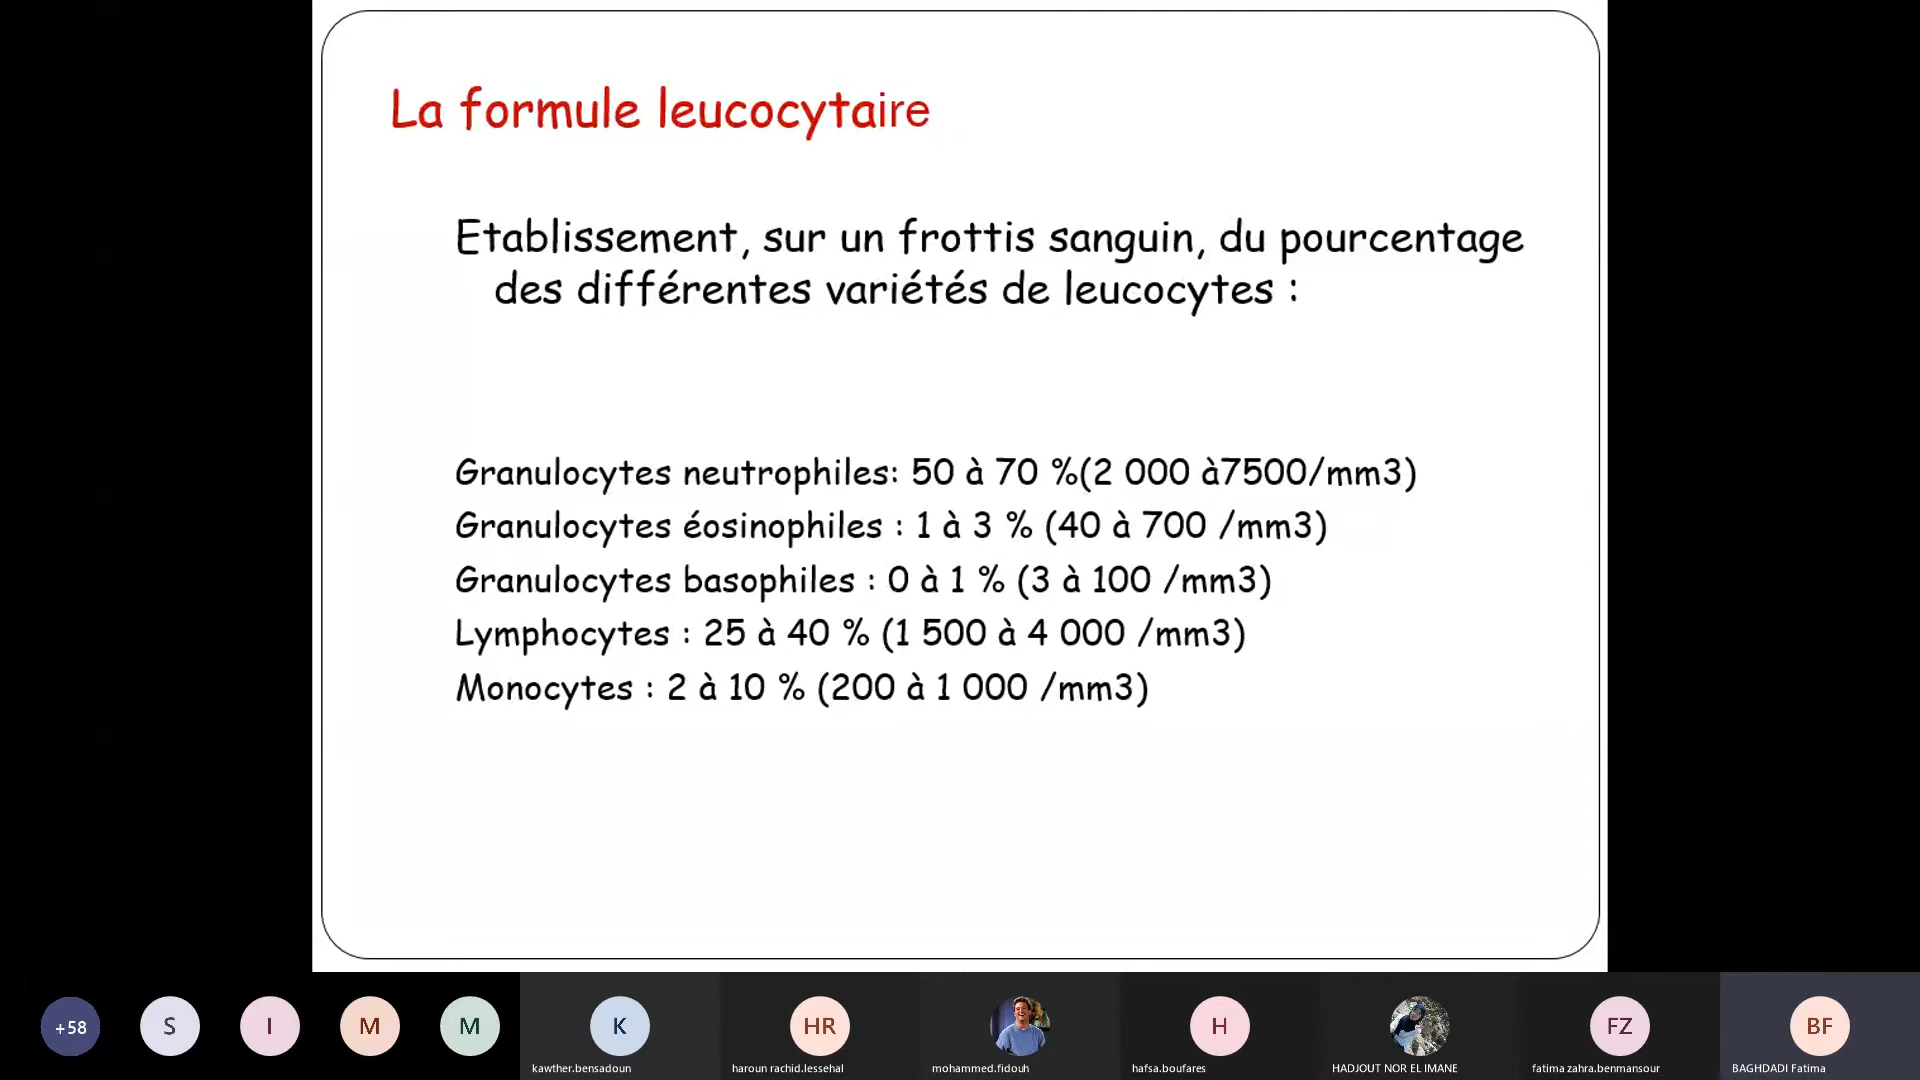 La formule leucocytaire
Etablissement, sur un frottis sanguin, du pourcentage
des différentes variétés de leucocytes :
Granulocytes neutrophiles: 50 à 70 %(2 000 à7500/mm3)
Granulocytes éosinophiles : 1 à 3 % (40 à 700 /mm3)
Granulocytes basophiles : 0 à 1 % (3 à 100 /mm3)
Lymphocytes : 25 à 40 % (1 500 à 4 000 /mm3)
Monocytes : 2 à 10 % (200 à 1 000 /mm3)
+58 S I M M K HR H FZ BF
kawther.bensadoun haroun rachid.lessehal mohammed.fidouh hafsa.boufares HADJOUT NOR EL IMANE fatima zahra.benmansour BAGHDADI Fatima